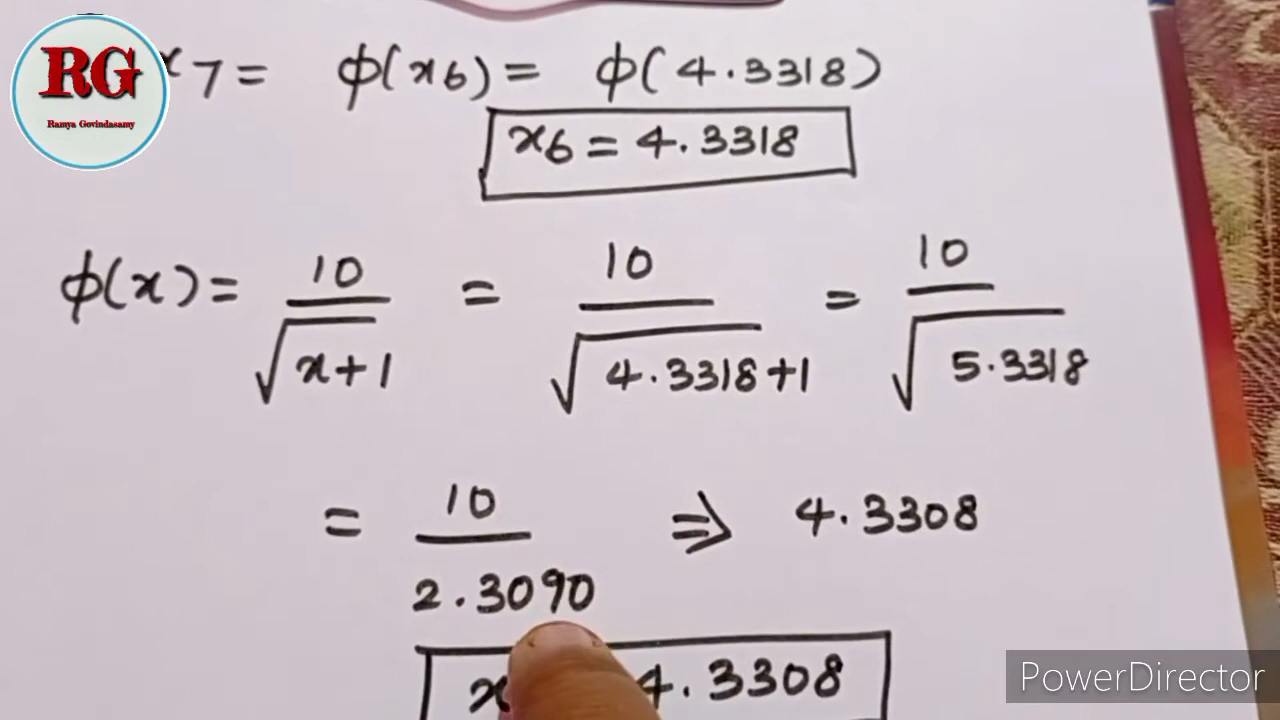 RG
Ramya Govindasamy
x7 = ϕ(x6) = ϕ(4.3318)
x6 = 4.3318
ϕ(x) = 10/√(x+1) = 10/√(4.3318+1) = 10/√5.3318
= 10/2.3090 ⇒ 4.3308
x 4.3308
PowerDirector